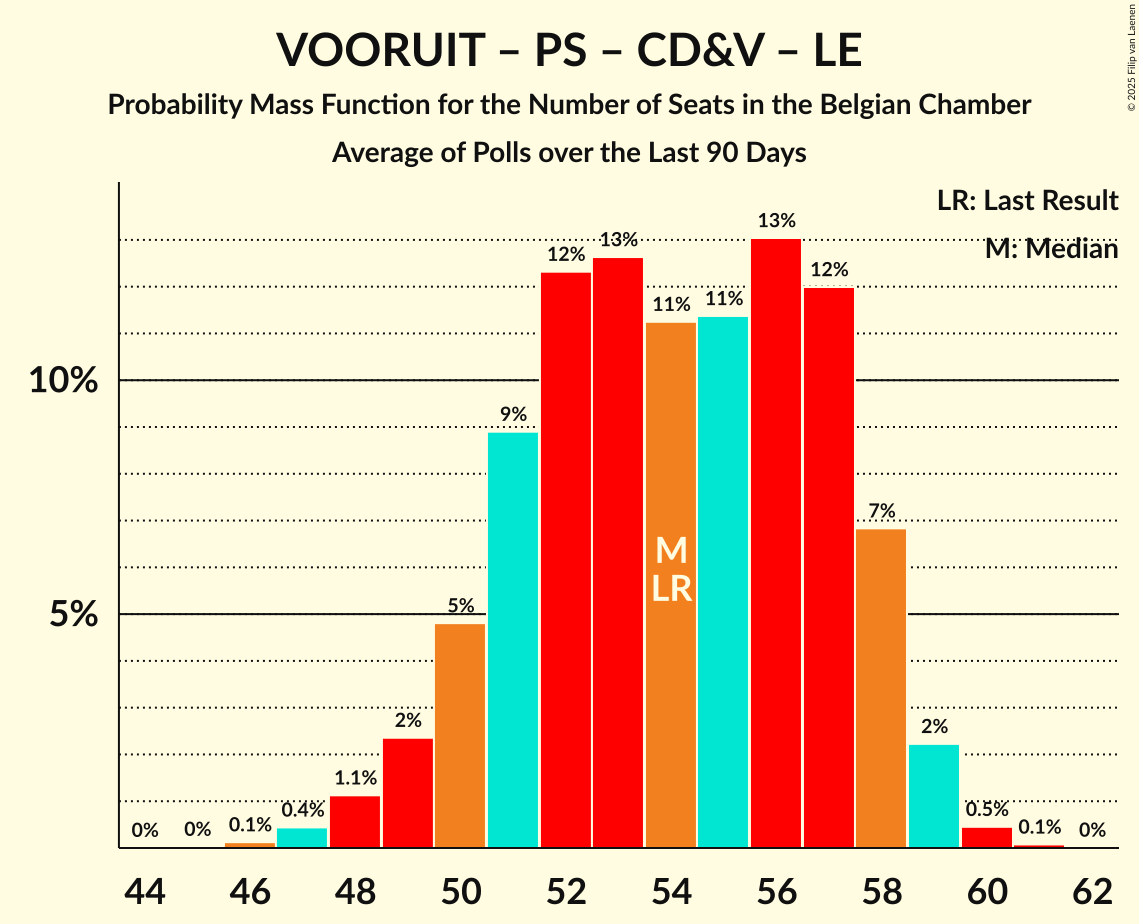 VOORUIT – PS – CD&V – LE
Probability Mass Function for the Number of Seats in the Belgian Chamber
Average of Polls over the Last 90 Days
© 2025 Filip van Laenen
LR: Last Result
M: Median
10%
5%
0%
0%
0.1%
0.4%
1.1%
2%
5%
9%
12%
13%
11%
11%
13%
12%
7%
2%
0.5%
0.1%
0%
M
LR
44 46 48 50 52 54 56 58 60 62